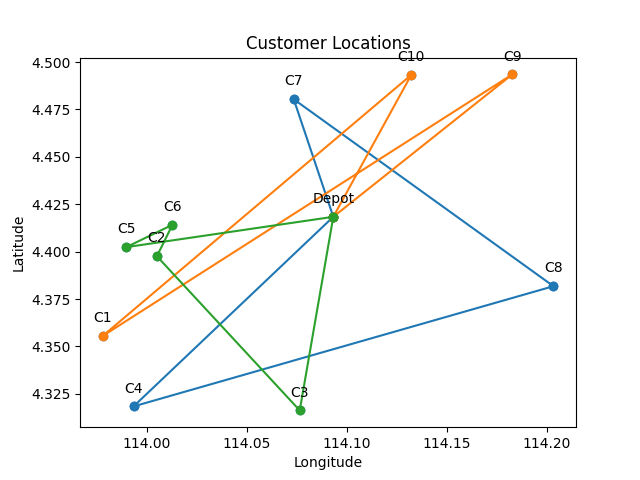 Customer Locations
C10
C9
C7
Depot
C6
C5
C2
C8
C1
C4
C3
4.500
4.475
4.450
4.425
4.400
4.375
4.350
4.325
Latitude
114.00 114.05 114.10 114.15 114.20
Longitude